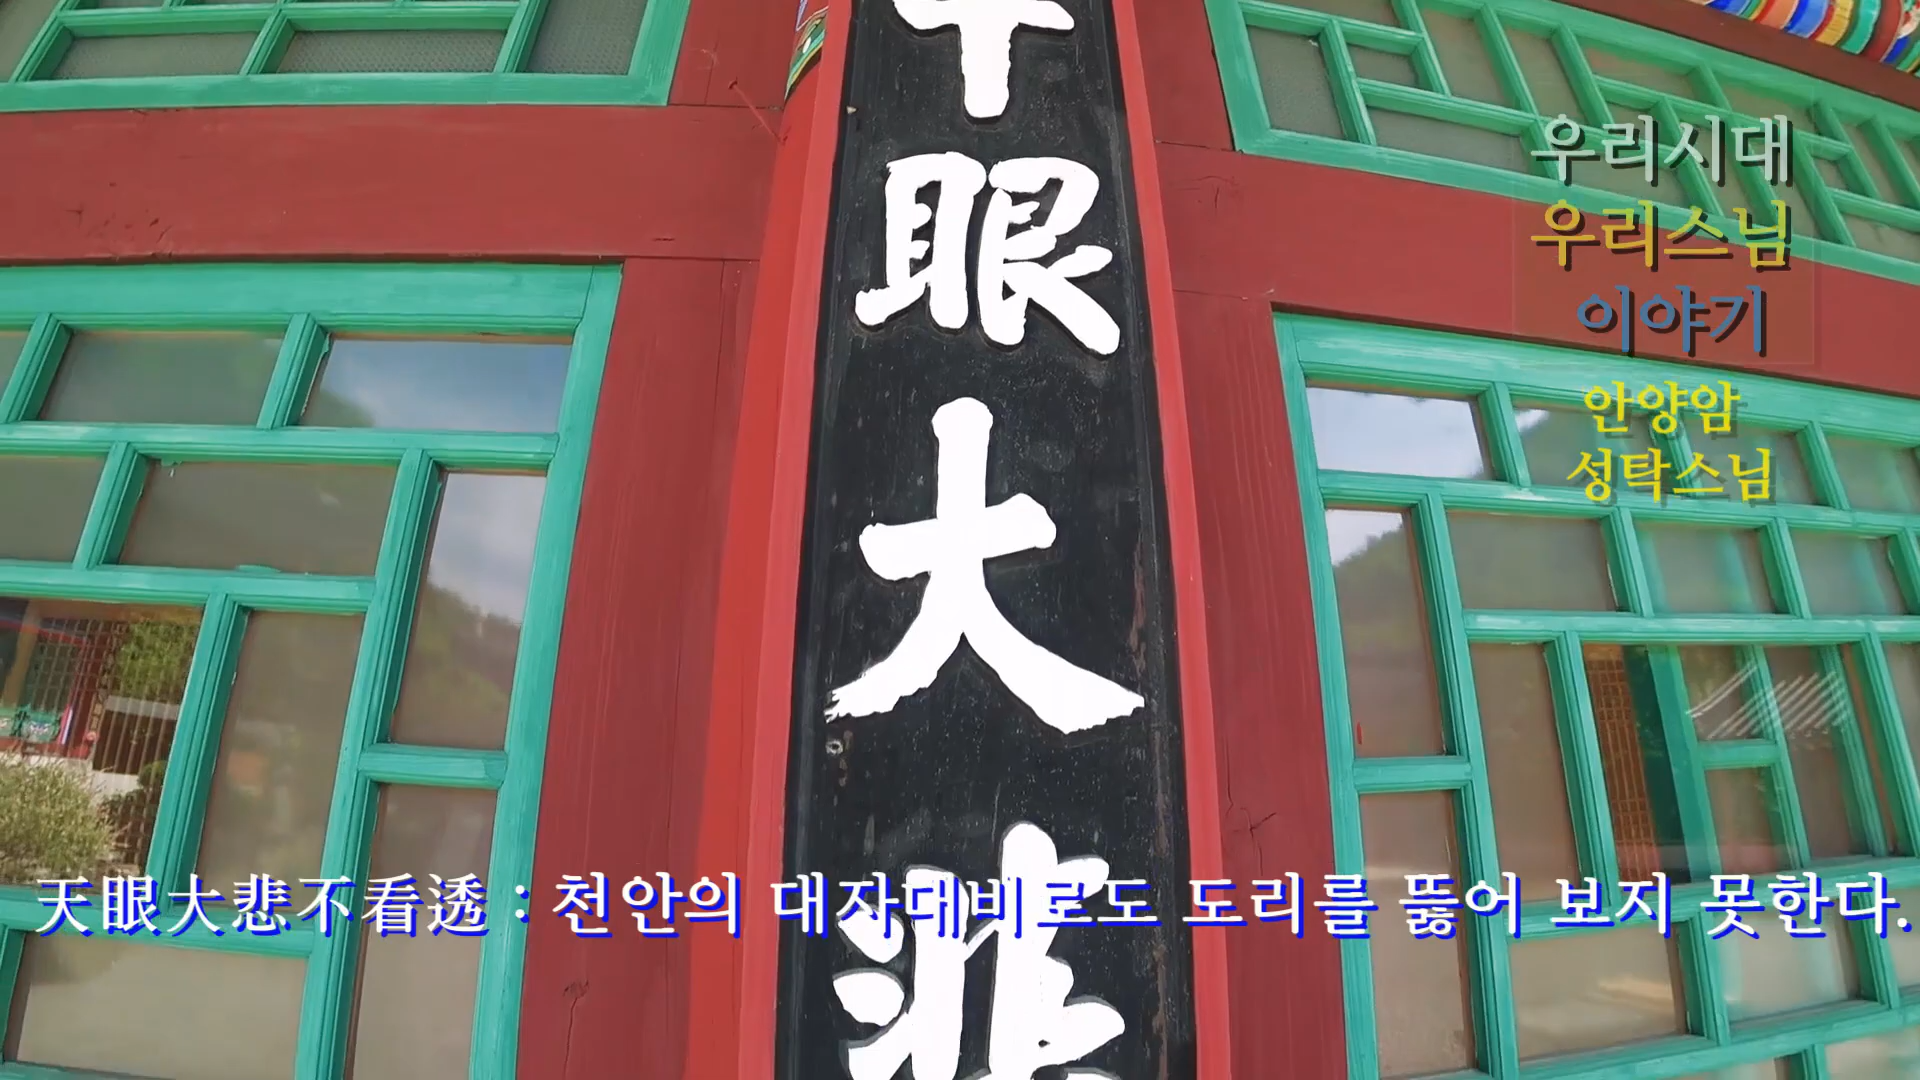 眼
大
悲
우리시대
우리스님
이야기
안양암
성탁스님
天眼大悲不看透 : 천안의 대자대비로도 도리를 뚫어 보지 못한다.